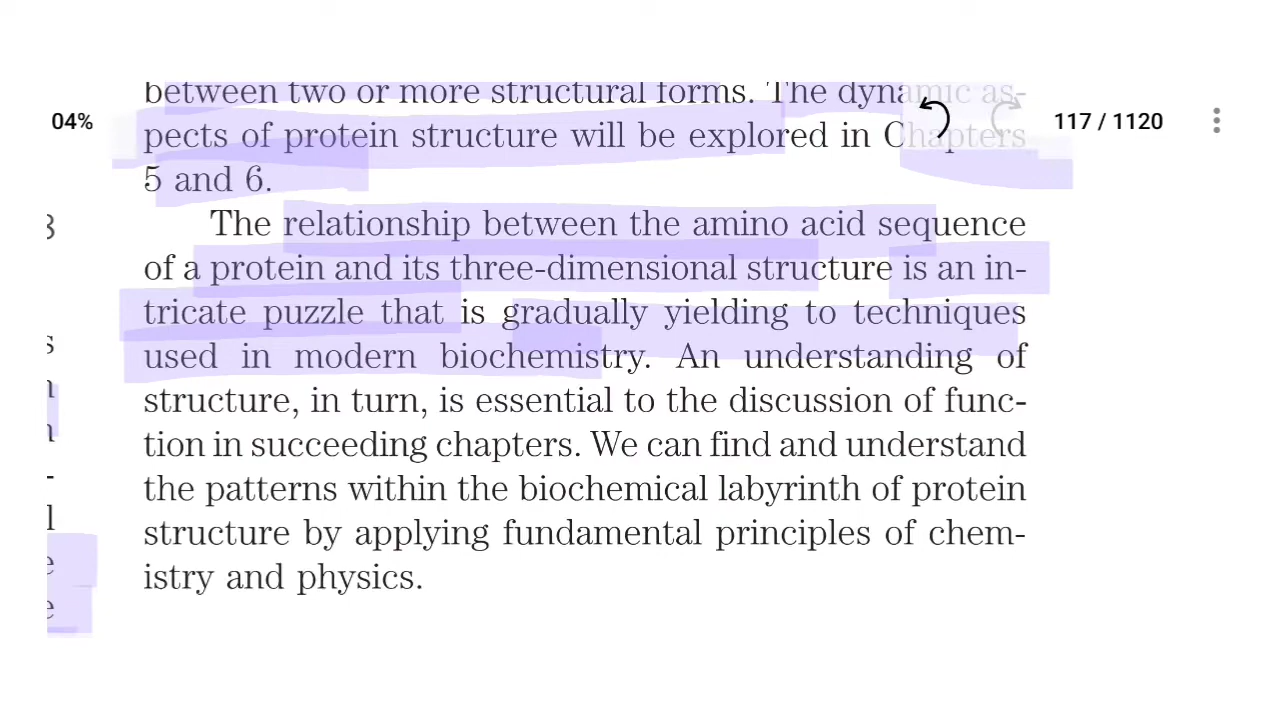 between two or more structural forms. The dynamic as-
04%
117 / 1120
pects of protein structure will be explored in Chapters
5 and 6.
The relationship between the amino acid sequence
of a protein and its three-dimensional structure is an in-
tricate puzzle that is gradually yielding to techniques
used in modern biochemistry. An understanding of
structure, in turn, is essential to the discussion of func-
tion in succeeding chapters. We can find and understand
the patterns within the biochemical labyrinth of protein
structure by applying fundamental principles of chem-
istry and physics.